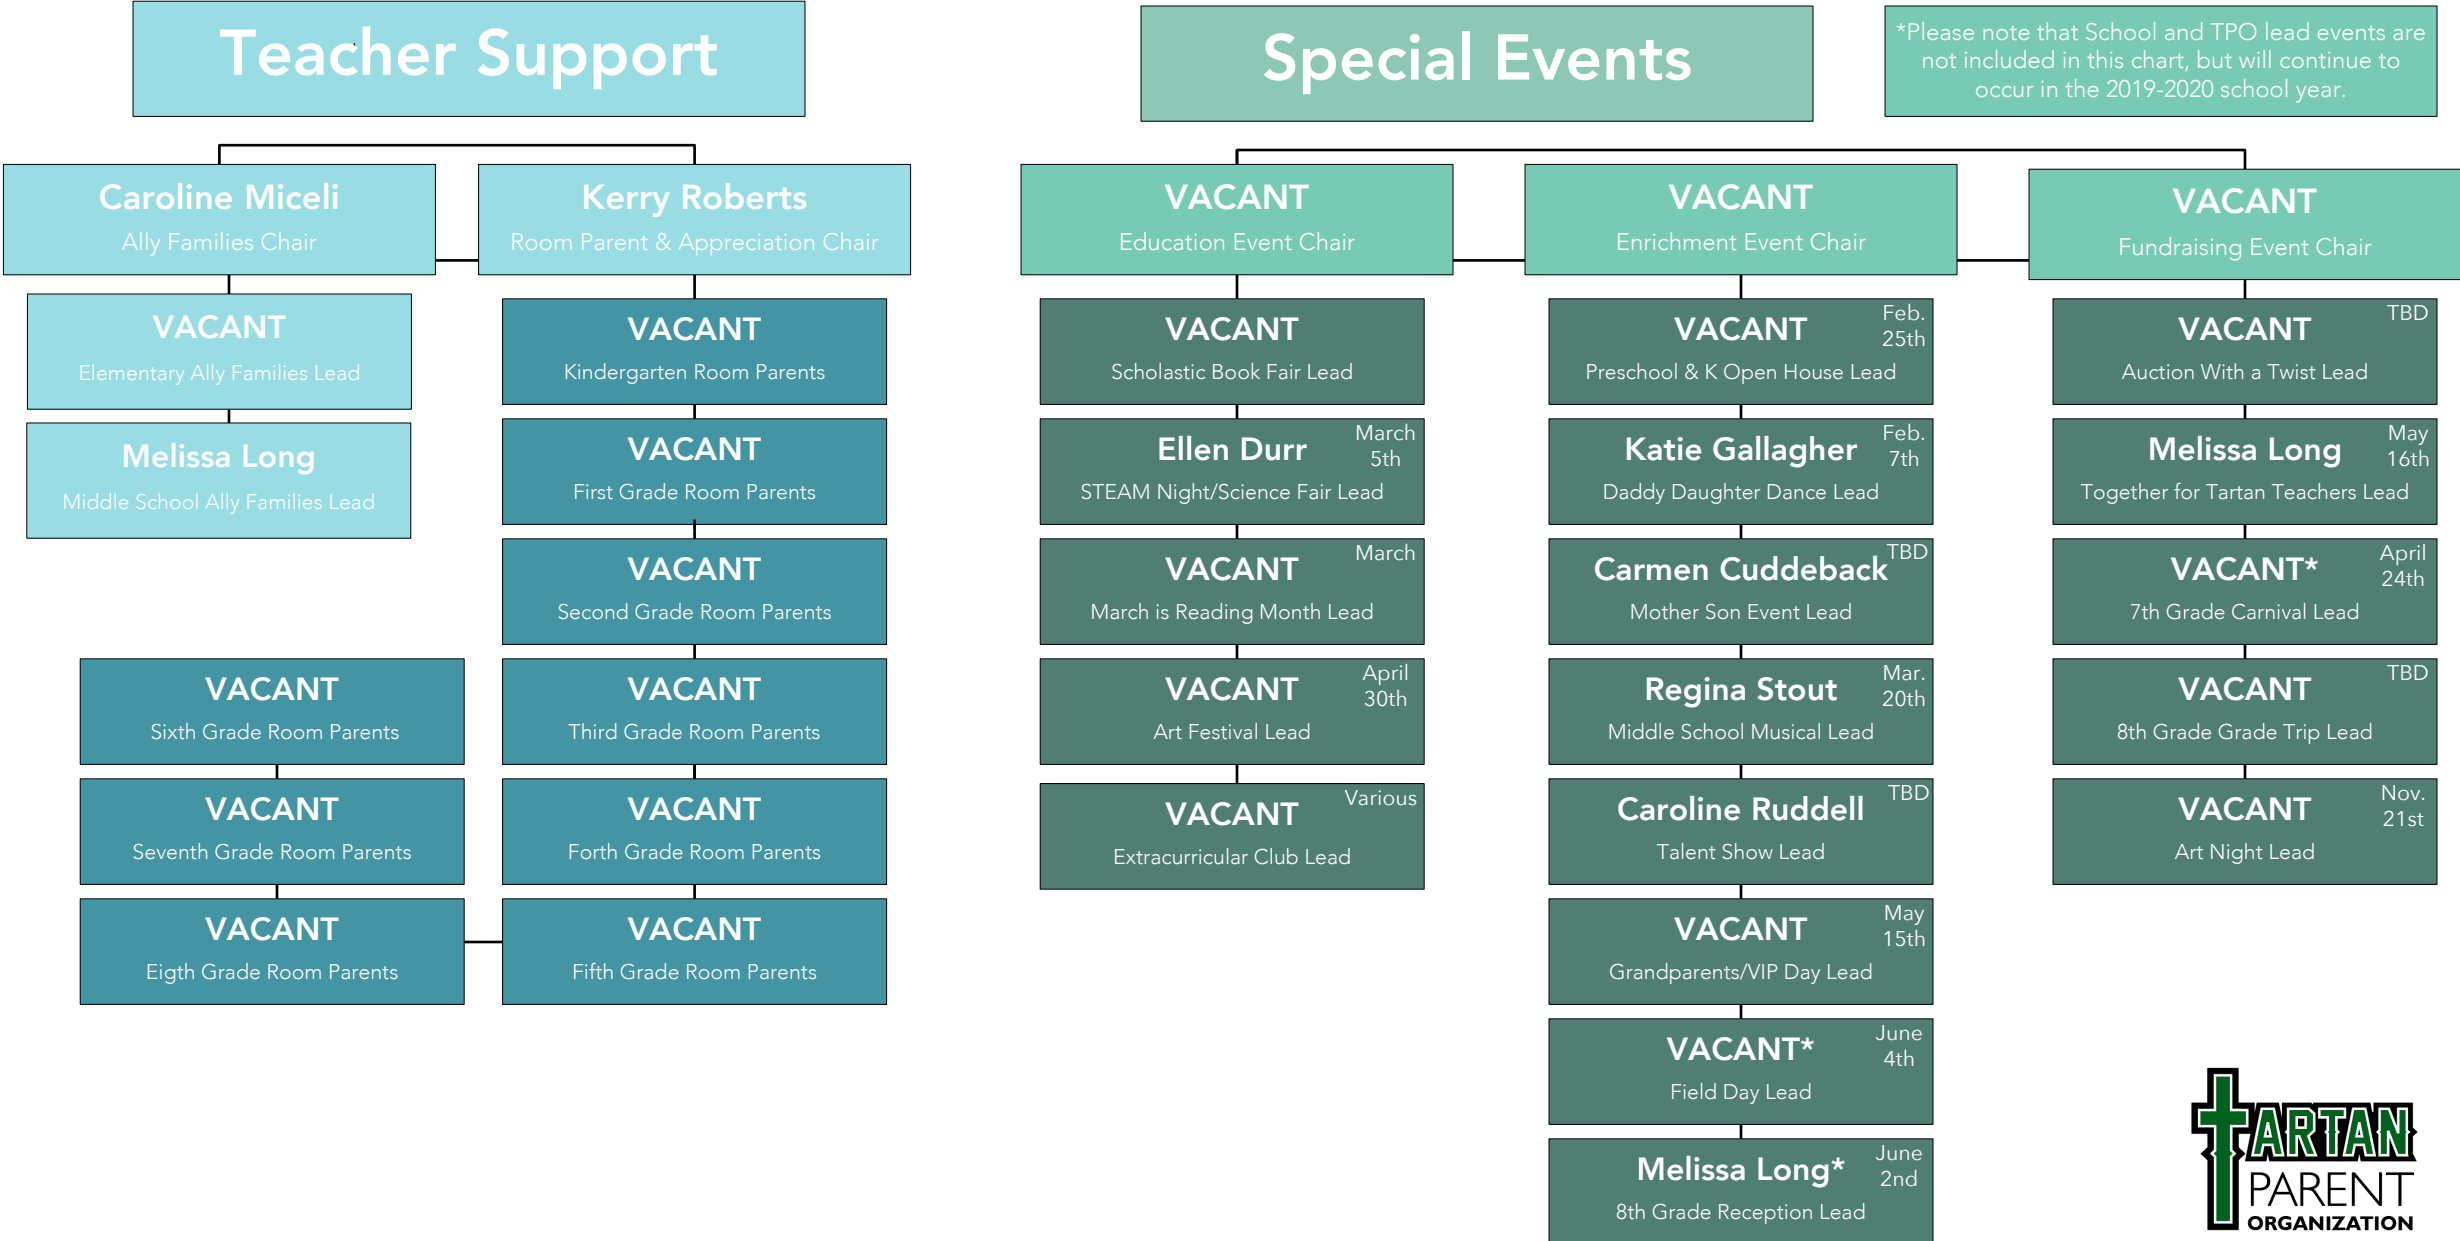 Teacher Support
Caroline Miceli
Ally Families Chair
Kerry Roberts
Room Parent & Appreciation Chair
VACANT
Elementary Ally Families Lead
Melissa Long
Middle School Ally Families Lead
VACANT
Kindergarten Room Parents
VACANT
First Grade Room Parents
VACANT
Second Grade Room Parents
VACANT
Third Grade Room Parents
VACANT
Forth Grade Room Parents
VACANT
Fifth Grade Room Parents
VACANT
Sixth Grade Room Parents
VACANT
Seventh Grade Room Parents
VACANT
Eigth Grade Room Parents
Special Events
*Please note that School and TPO lead events are
not included in this chart, but will continue to
occur in the 2019-2020 school year.
VACANT
Education Event Chair
VACANT
Scholastic Book Fair Lead
Ellen Durr
March
5th
STEAM Night/Science Fair Lead
VACANT
March
March is Reading Month Lead
VACANT
April
30th
Art Festival Lead
VACANT
Various
Extracurricular Club Lead
VACANT
Enrichment Event Chair
VACANT
Feb.
25th
Preschool & K Open House Lead
Katie Gallagher
Feb.
7th
Daddy Daughter Dance Lead
Carmen Cuddeback
TBD
Mother Son Event Lead
Regina Stout
Mar.
20th
Middle School Musical Lead
Caroline Ruddell
TBD
Talent Show Lead
VACANT
May
15th
Grandparents/VIP Day Lead
VACANT*
June
4th
Field Day Lead
Melissa Long*
June
2nd
8th Grade Reception Lead
VACANT
Fundraising Event Chair
VACANT
TBD
Auction With a Twist Lead
Melissa Long
May
16th
Together for Tartan Teachers Lead
VACANT*
April
24th
7th Grade Carnival Lead
VACANT
TBD
8th Grade Grade Trip Lead
VACANT
Nov.
21st
Art Night Lead
TARTAN
PARENT
ORGANIZATION